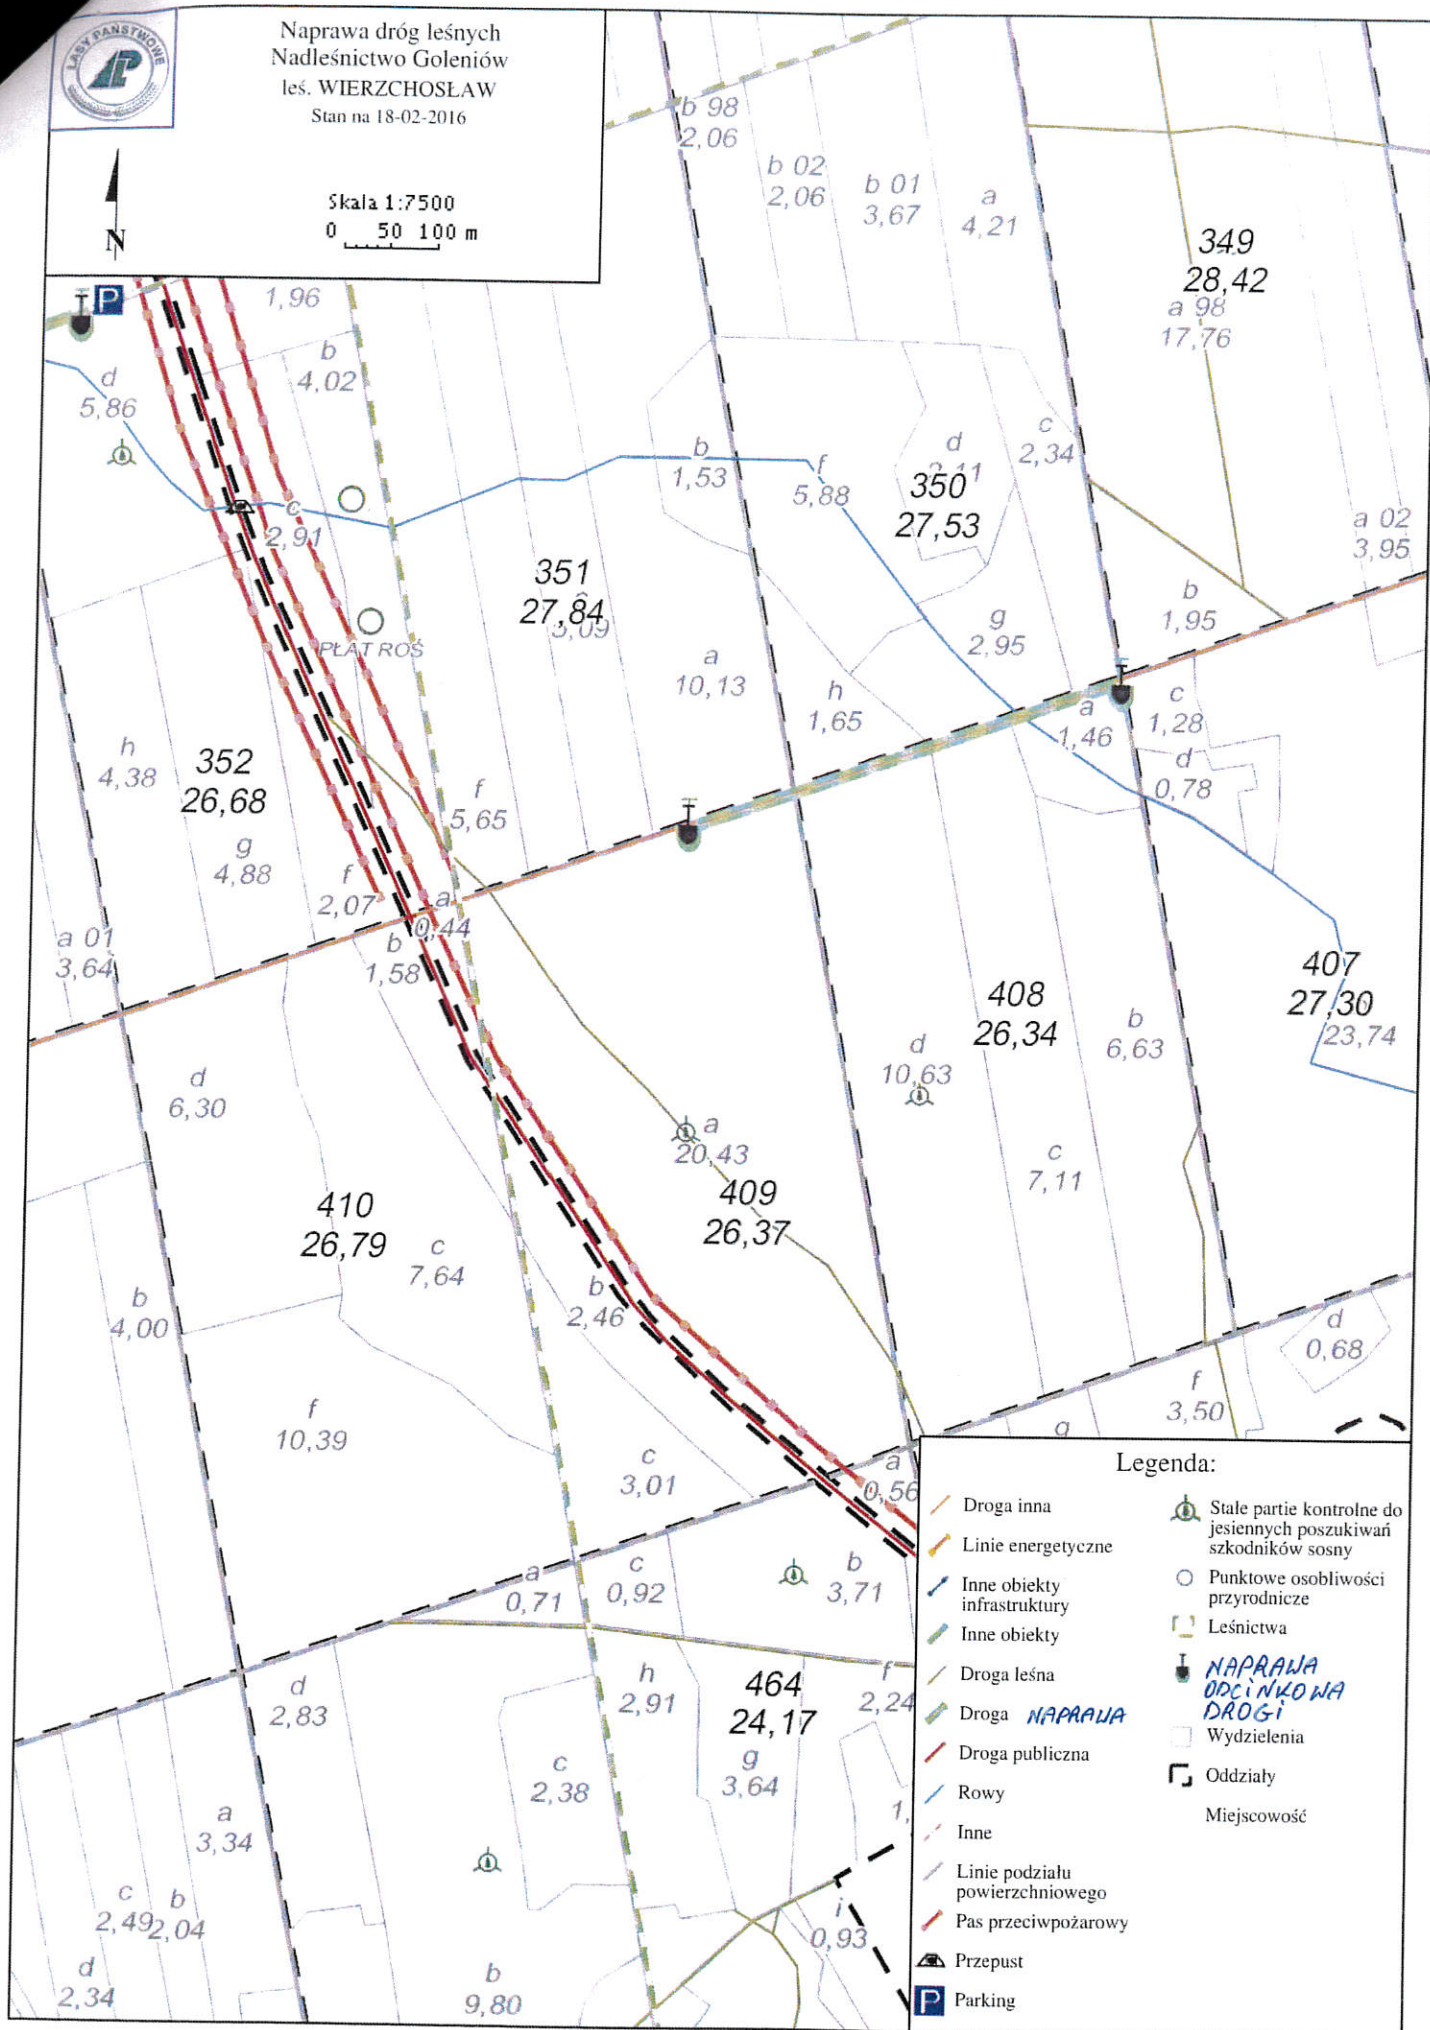 LASY PAŃSTWOWE
Naprawa dróg leśnych
Nadleśnictwo Goleniów
leś. WIERZCHOSŁAW
Stan na 18-02-2016
N
Skala 1:7500
0 50 100 m
b 98
2,06
b 02
2,06
b 01
3,67
a
4,21
349
28,42
a 98
17,76
P
1,96
b
4,02
d
5,86
c
2,91
b
1,53
f
5,88
d
350
27,53
c
2,34
a 02
3,95
351
27,84
PŁAT ROŚ
a
10,13
g
2,95
b
1,95
h
1,65
a
1,46
c
1,28
d
0,78
h
4,38
352
26,68
g
4,88
f
5,65
f
2,07
a
0,44
a 01
3,64
b
1,58
407
27,30
23,74
408
26,34
b
6,63
d
10,63
d
6,30
a
20,43
c
7,11
410
26,79
409
26,37
c
7,64
b
4,00
b
2,46
d
0,68
f
3,50
g
f
10,39
c
3,01
a
0,56
a
0,71
c
0,92
b
3,71
d
2,83
h
2,91
464
24,17
f
2,24
c
2,38
g
3,64
1,
a
3,34
c
2,49
b
2,04
i
0,93
d
2,34
b
9,80
Legenda:
Droga inna
Linie energetyczne
Inne obiekty
infrastruktury
Inne obiekty
Droga leśna
Droga NAPRAWA
Droga publiczna
Rowy
Inne
Linie podziału
powierzchniowego
Pas przeciwpożarowy
Przepust
P Parking
Stałe partie kontrolne do
jesiennych poszukiwań
szkodników sosny
Punktowe osobliwości
przyrodnicze
Leśnictwa
NAPRAWA
ODCINKOWA
DROGI
Wydzielenia
Oddziały
Miejscowość